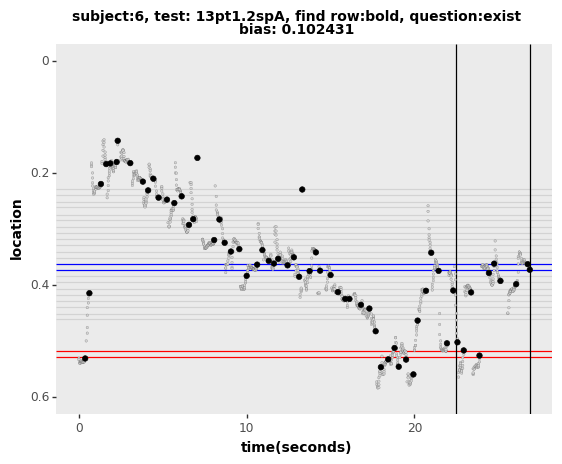 subject:6, test: 13pt1.2spA, find row:bold, question:exist
bias: 0.102431
0
0.2
0.4
0.6
location
0
10
20
time(seconds)